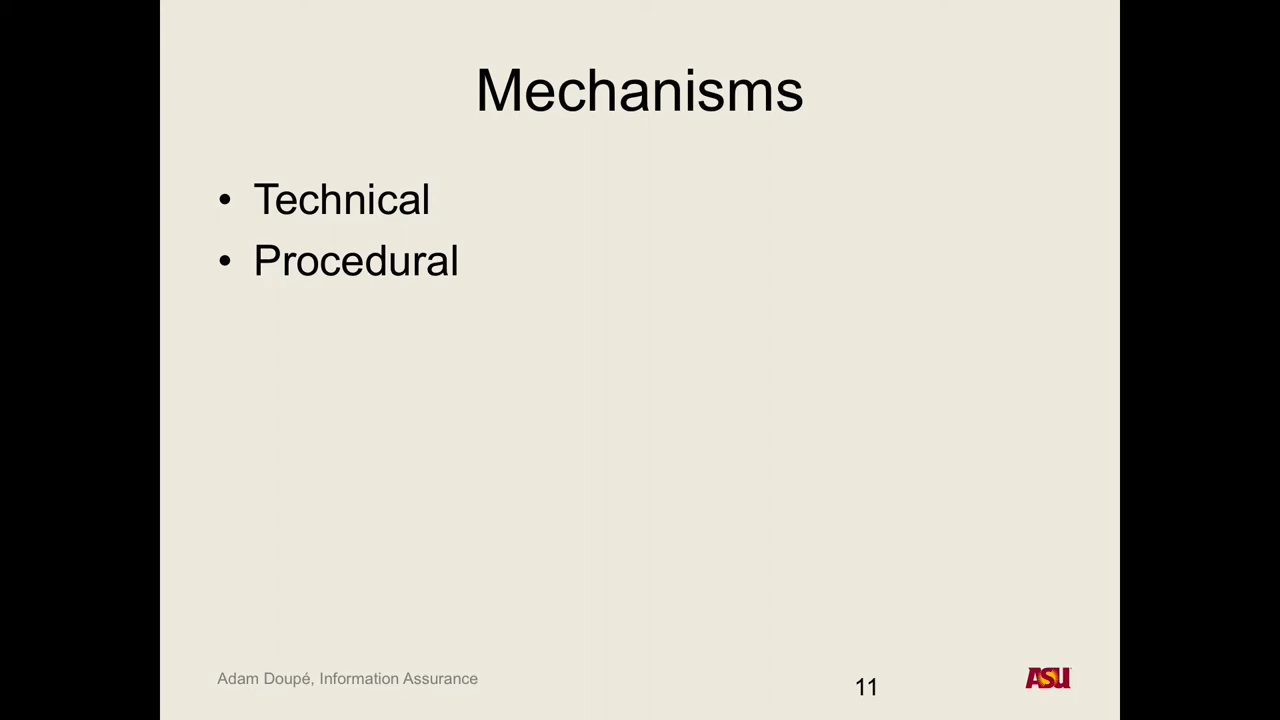 Mechanisms
• Technical
• Procedural
Adam Doupé, Information Assurance
11
ASU